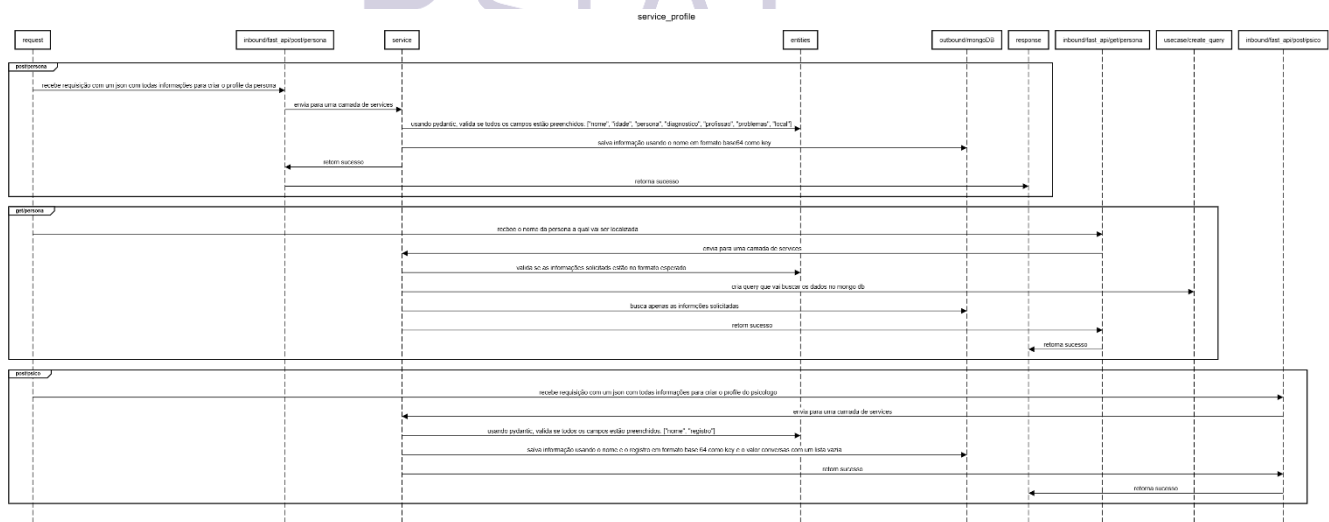 service_profile
request
inbound/fast_api/post/persona
service
entities
outbound/mongoDB
response
inbound/fast_api/get/persona
usecase/create_query
inbound/fast_api/post/psico
post/persona
recebe requisição com um json com todas informações para criar o profile da persona
envia para uma camada de services
usando pydantic, valida se todos os campos estão preenchidos. ["nome", "idade", "persona", "diagnostico", "profissao", "problemas", "local"]
salva informação usando o nome em formato base64 como key
retorn sucesso
retorna sucesso
get/persona
recbee o nome da persona a qual vai ser localizada
envia para uma camada de services
valida se as informações solicitads estão no formato esperado
cria query que vai buscar os dados no mongo db
busca apenas as informções solicitadas
retorn sucesso
retorna sucesso
post/psico
recebe requisição com um json com todas informações para criar o profile do psicologo
envia para uma camada de services
usando pydantic, valida se todos os campos estão preenchidos. ["nome", "registro"]
salva informação usando o nome e o registro em formato base 64 como key e o valor conversas com um lista vazia
retorn sucesso
retorna sucesso